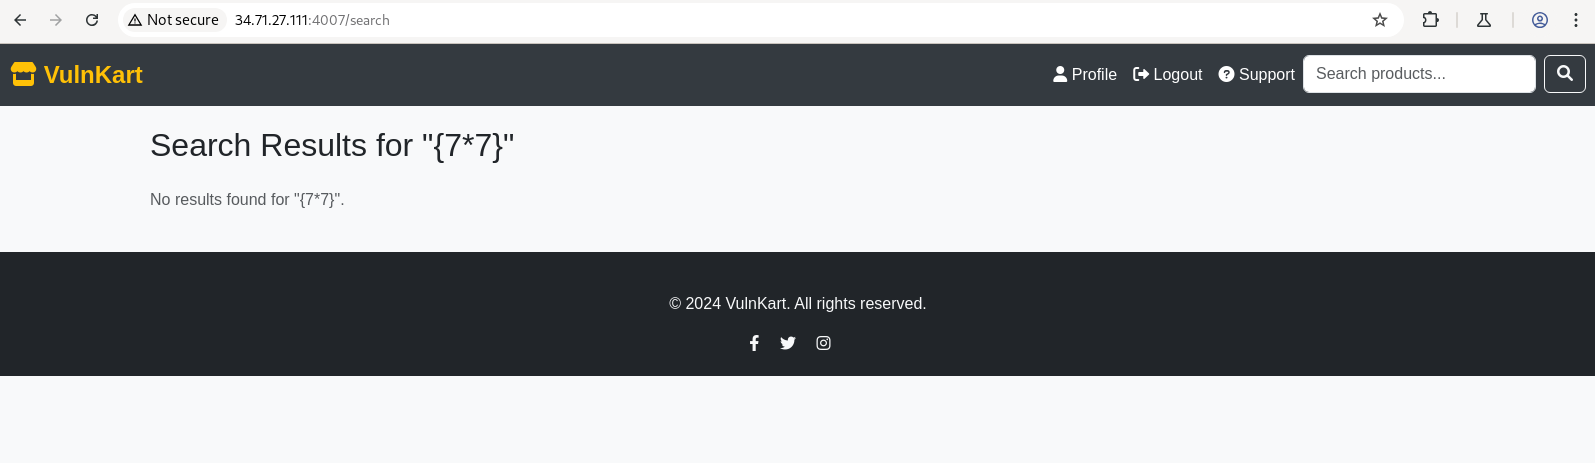 Not secure 34.71.27.111:4007/search
VulnKart Profile Logout Support Search products...
Search Results for "{7*7}"
No results found for "{7*7}".
© 2024 VulnKart. All rights reserved.